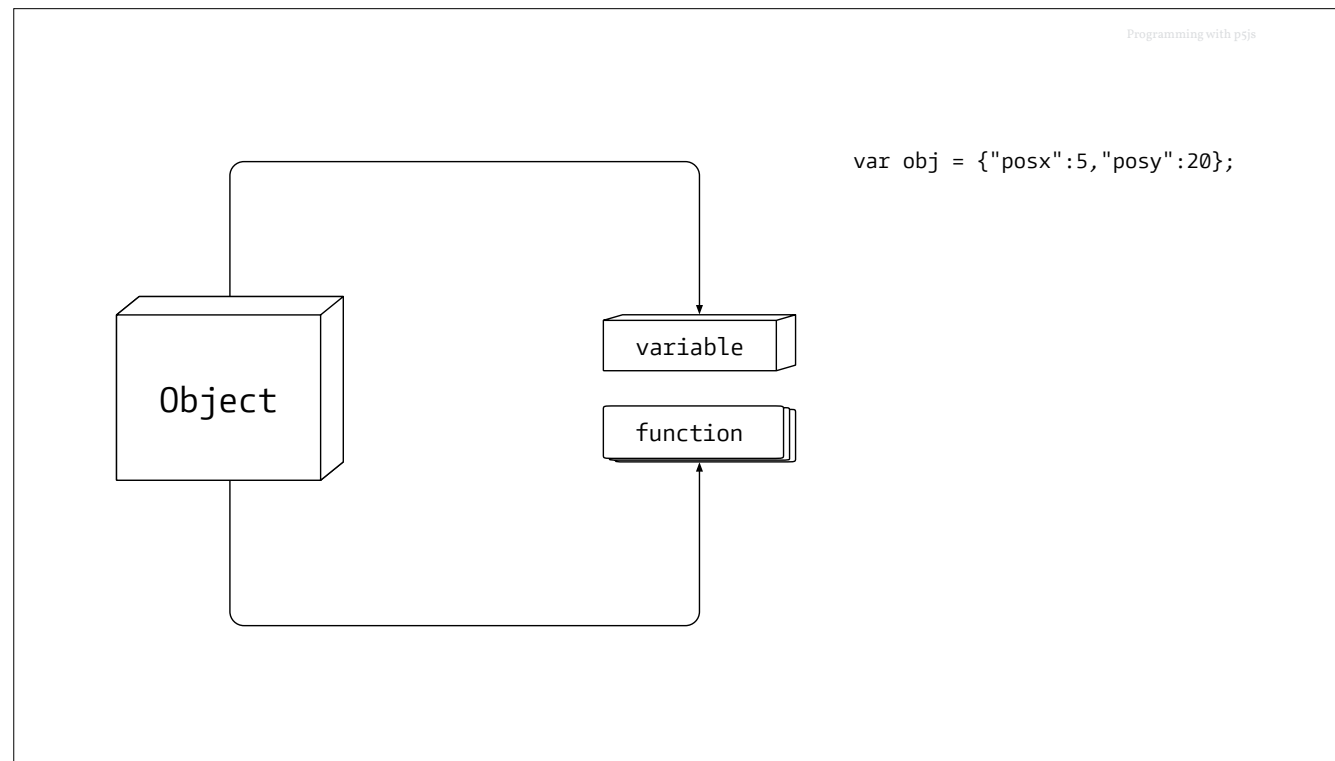 Programming with p5js
var obj = {"posx":5,"posy":20};
variable
Object
function